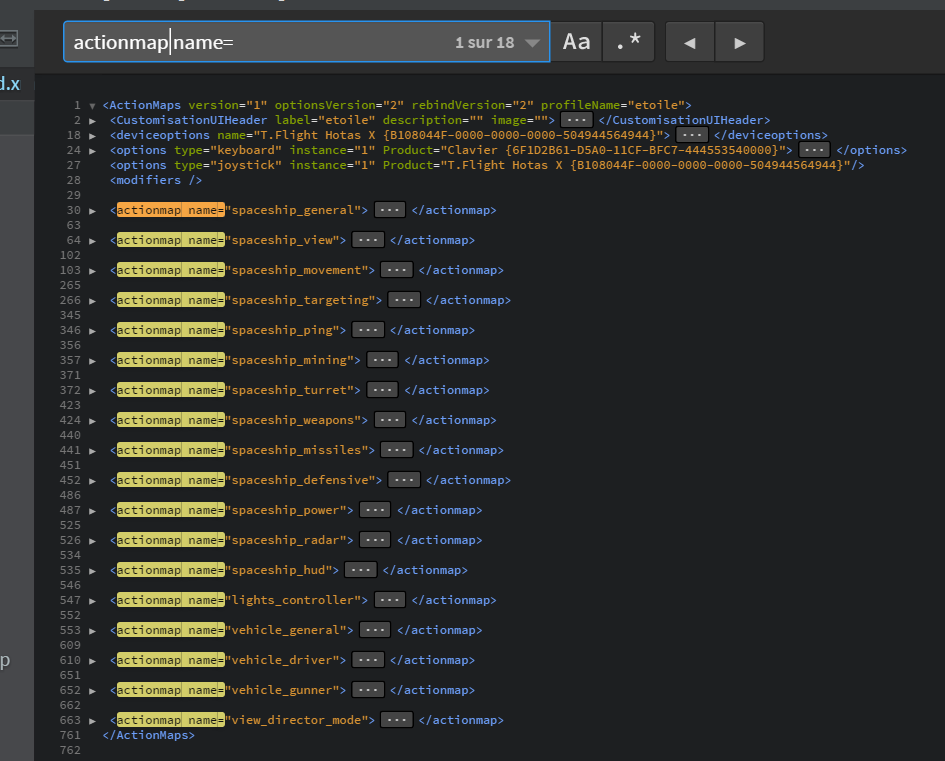 d.x
p
actionmap name= 1 sur 18 Aa .* ◀ ▶
1 ▼ <ActionMaps version="1" optionsVersion="2" rebindVersion="2" profileName="etoile">
2 ▶ <CustomisationUIHeader label="etoile" description="" image=""> ... </CustomisationUIHeader>
18 ▶ <deviceoptions name="T.Flight Hotas X {B108044F-0000-0000-0000-504944564944}"> ... </deviceoptions>
24 ▶ <options type="keyboard" instance="1" Product="Clavier {6F1D2B61-D5A0-11CF-BFC7-444553540000}"> ... </options>
27 <options type="joystick" instance="1" Product="T.Flight Hotas X {B108044F-0000-0000-0000-504944564944}"/>
28 <modifiers />
29
30 ▶ <actionmap name="spaceship_general"> ... </actionmap>
63
64 ▶ <actionmap name="spaceship_view"> ... </actionmap>
102
103 ▶ <actionmap name="spaceship_movement"> ... </actionmap>
265
266 ▶ <actionmap name="spaceship_targeting"> ... </actionmap>
345
346 ▶ <actionmap name="spaceship_ping"> ... </actionmap>
356
357 ▶ <actionmap name="spaceship_mining"> ... </actionmap>
371
372 ▶ <actionmap name="spaceship_turret"> ... </actionmap>
423
424 ▶ <actionmap name="spaceship_weapons"> ... </actionmap>
440
441 ▶ <actionmap name="spaceship_missiles"> ... </actionmap>
451
452 ▶ <actionmap name="spaceship_defensive"> ... </actionmap>
486
487 ▶ <actionmap name="spaceship_power"> ... </actionmap>
525
526 ▶ <actionmap name="spaceship_radar"> ... </actionmap>
534
535 ▶ <actionmap name="spaceship_hud"> ... </actionmap>
546
547 ▶ <actionmap name="lights_controller"> ... </actionmap>
552
553 ▶ <actionmap name="vehicle_general"> ... </actionmap>
609
610 ▶ <actionmap name="vehicle_driver"> ... </actionmap>
651
652 ▶ <actionmap name="vehicle_gunner"> ... </actionmap>
662
663 ▶ <actionmap name="view_director_mode"> ... </actionmap>
761 </ActionMaps>
762